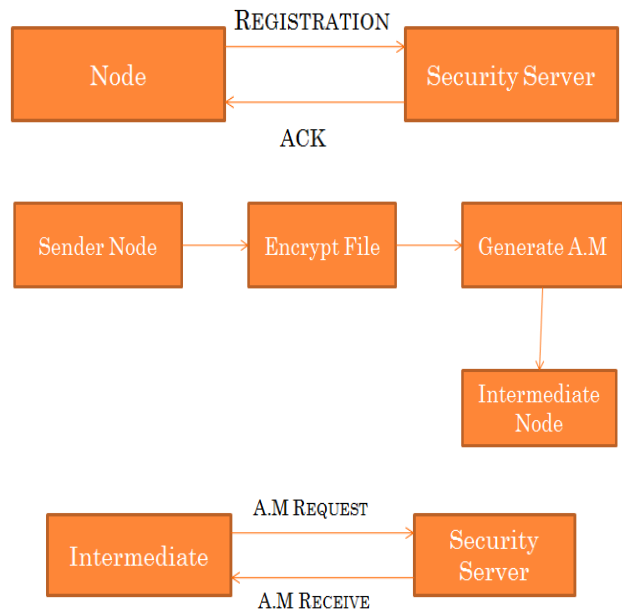 REGISTRATION
Node
Security Server
ACK
Sender Node
Encrypt File
Generate A.M
Intermediate
Node
A.M REQUEST
Intermediate
Security
Server
A.M RECEIVE